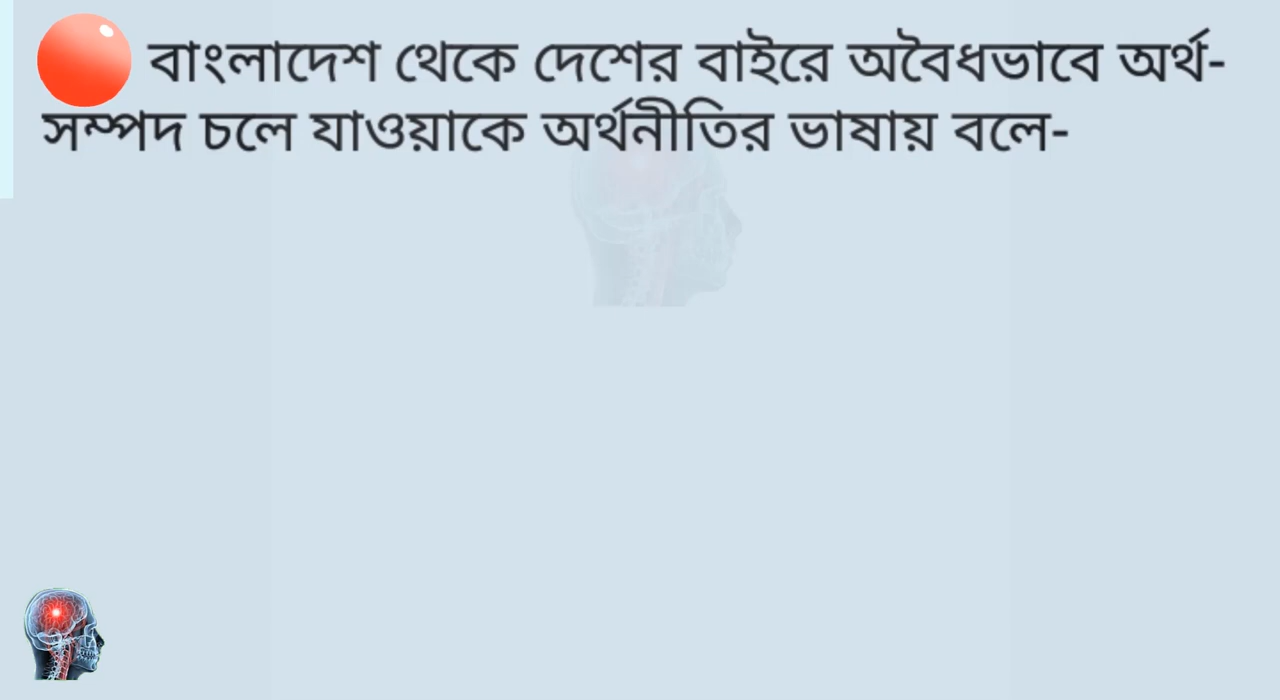 বাংলাদেশ থেকে দেশের বাইরে অবৈধভাবে অর্থ-
সম্পদ চলে যাওয়াকে অর্থনীতির ভাষায় বলে-